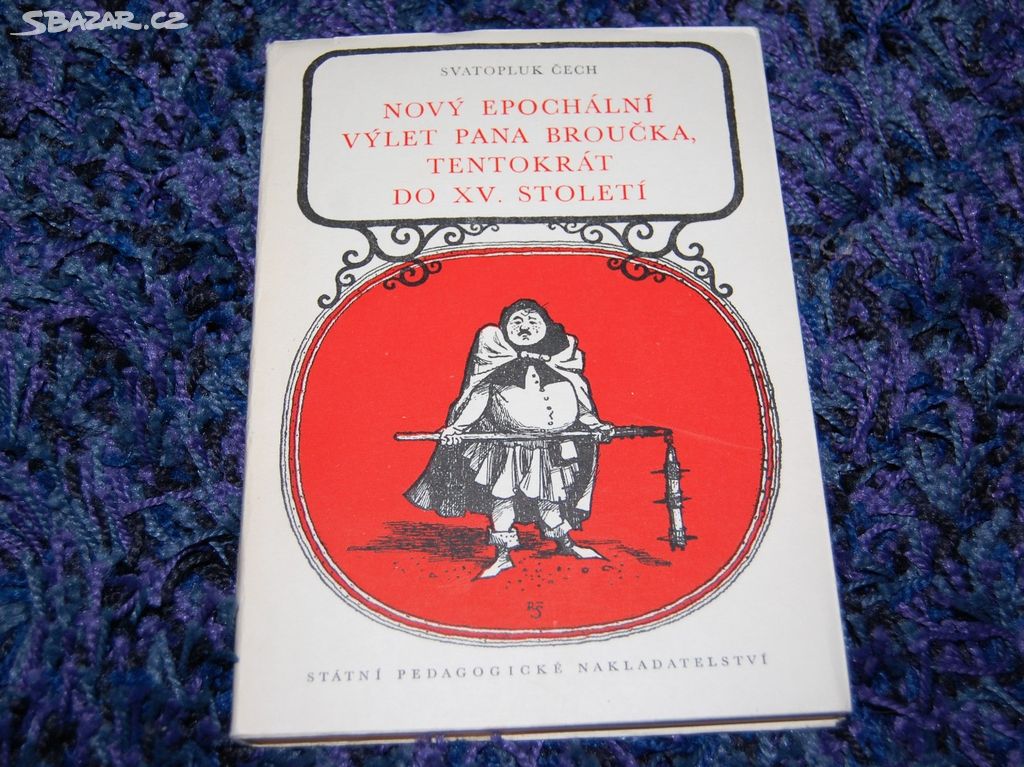 SBAZAR.CZ
SVATOPLUK ČECH
NOVÝ EPOCHÁLNÍ
VÝLET PANA BROUČKA,
TENTOKRÁT
DO XV. STOLETÍ
STÁTNÍ PEDAGOGICKÉ NAKLADATELSTVÍ